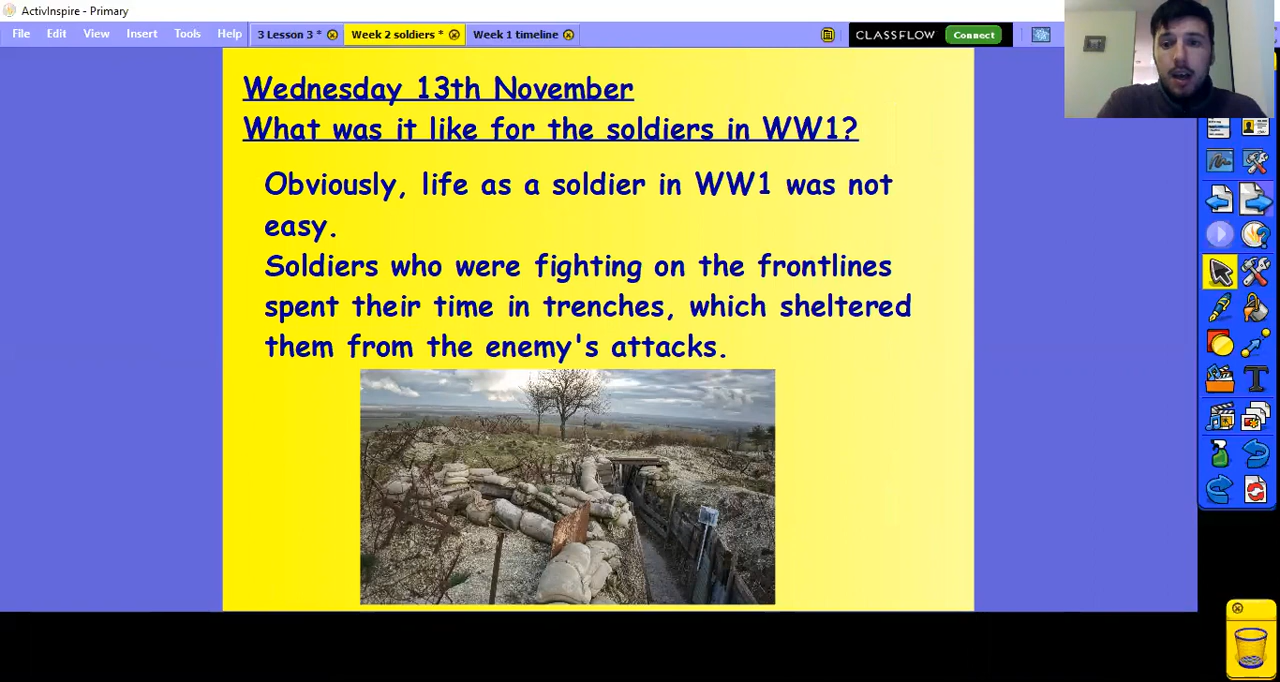 ActivInspire - Primary
File Edit View Insert Tools Help 3 Lesson 3 * Week 2 soldiers * Week 1 timeline CLASSFLOW Connect
Wednesday 13th November
What was it like for the soldiers in WW1?
Obviously, life as a soldier in WW1 was not
easy.
Soldiers who were fighting on the frontlines
spent their time in trenches, which sheltered
them from the enemy's attacks.